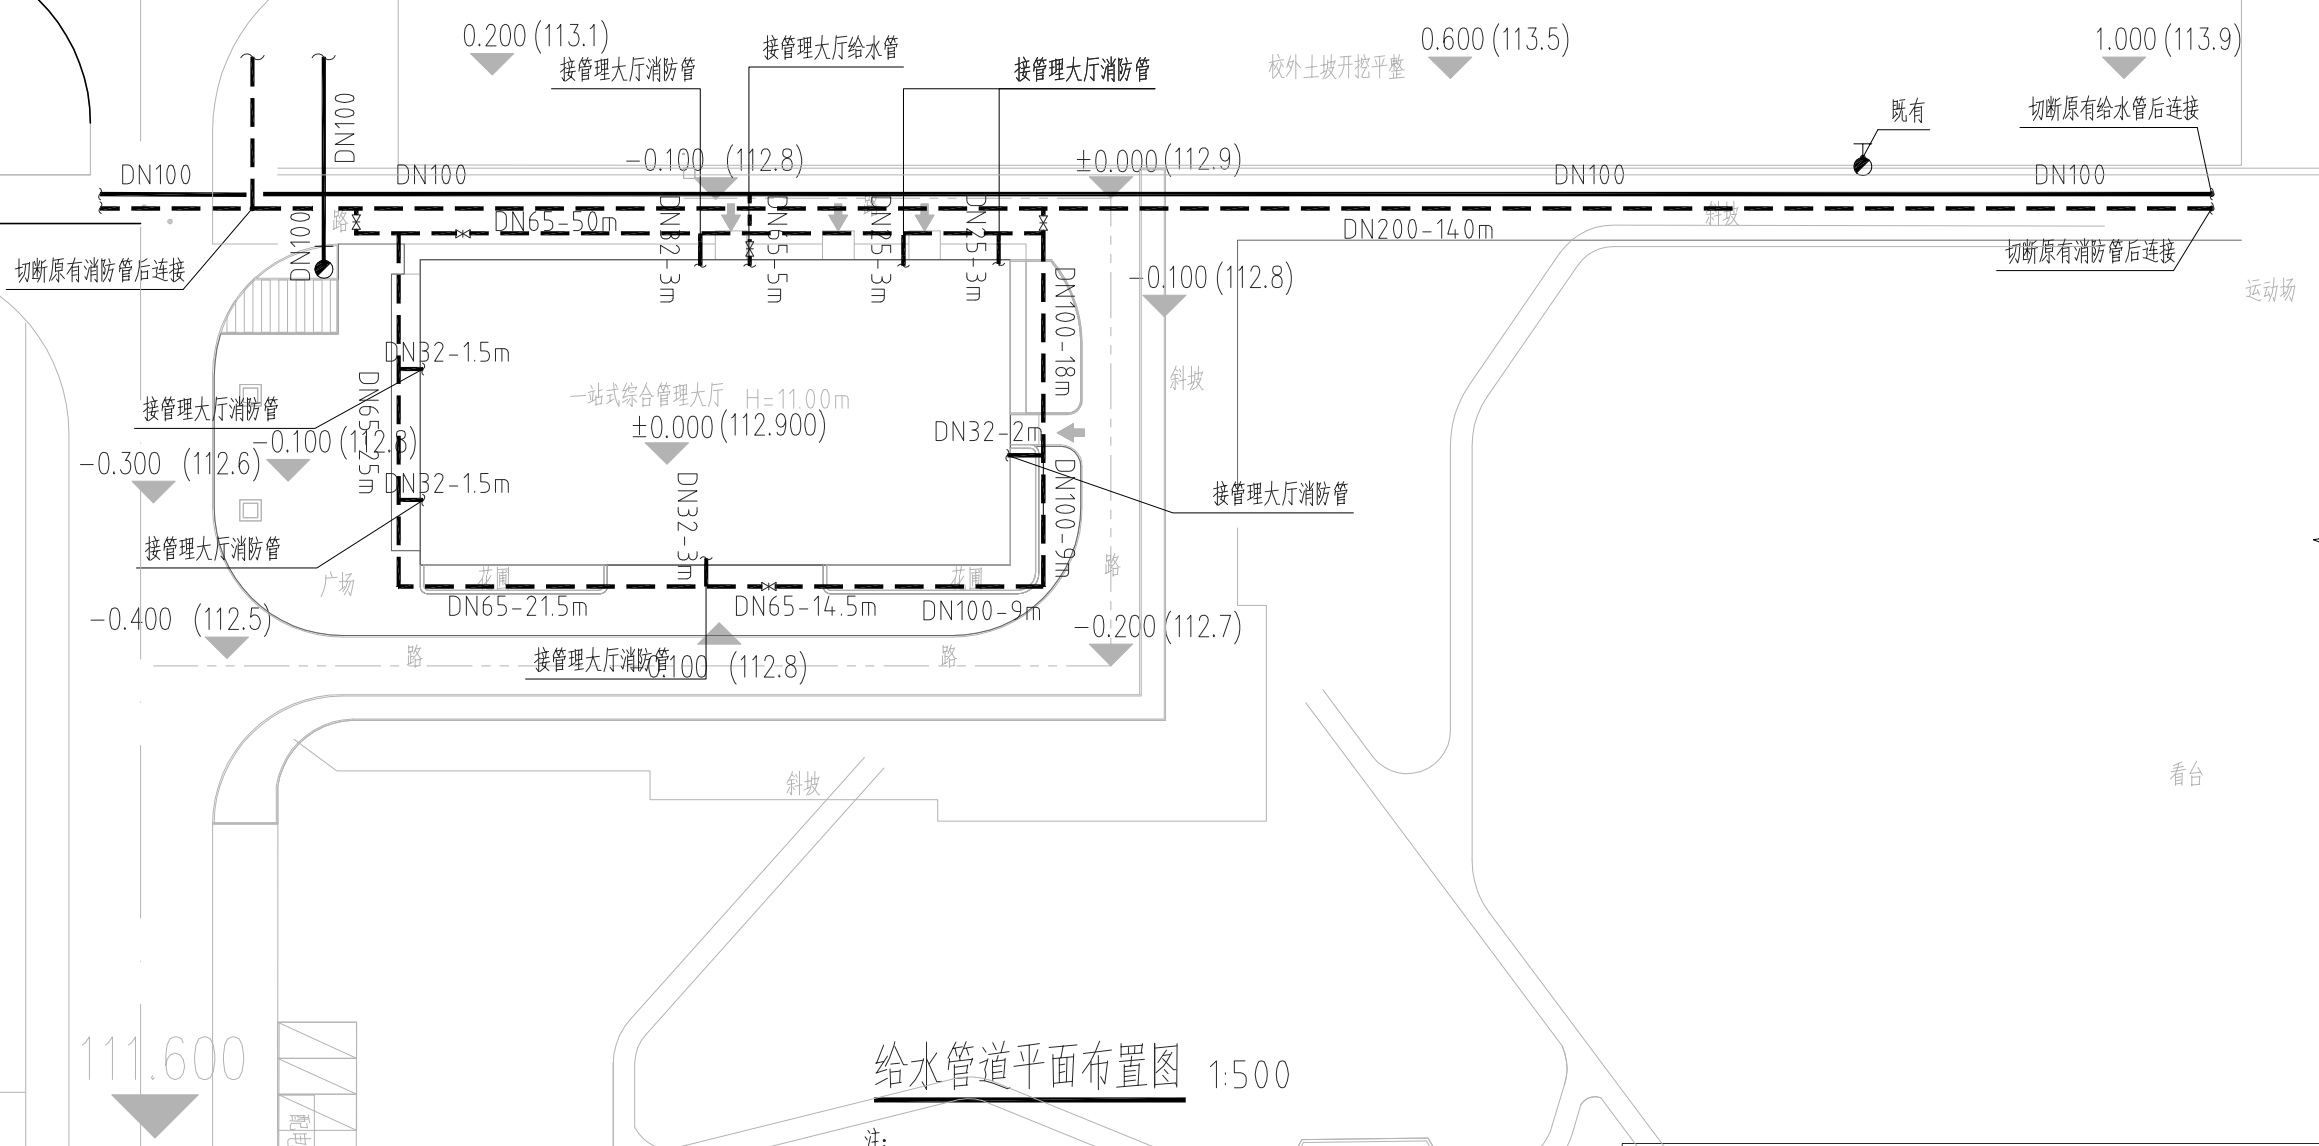 0.200 (113.1)
接管理大厅消防管
接管理大厅给水管
接管理大厅消防管
校外土坡开挖平整
0.600 (113.5)
1.000 (113.9)
既有
切断原有给水管后连接
DN100
DN100
DN100
-0.100 (112.8)
±0.000 (112.9)
DN100
DN100
路
DN65-50m
路
斜坡
DN200-140m
切断原有消防管后连接
切断原有消防管后连接
DN100
DN32-3m
DN65-5m
DN25-3m
DN25-3m
DN100-18m
-0.100 (112.8)
运动场
DN32-1.5m
DN65-25m
斜坡
一站式综合管理大厅 H=11.00m
±0.000 (112.900)
接管理大厅消防管
-0.100 (112.8)
-0.300 (112.6)
DN32-2m
DN32-1.5m
DN32-3m
DN100-9m
接管理大厅消防管
接管理大厅消防管
广场
花圃
花圃
路
DN65-21.5m
DN65-14.5m
DN100-9m
-0.400 (112.5)
-0.200 (112.7)
路
接管理大厅消防管
-0.100 (112.8)
路
斜坡
看台
111.600
配电
给水管道平面布置图 1:500
注: